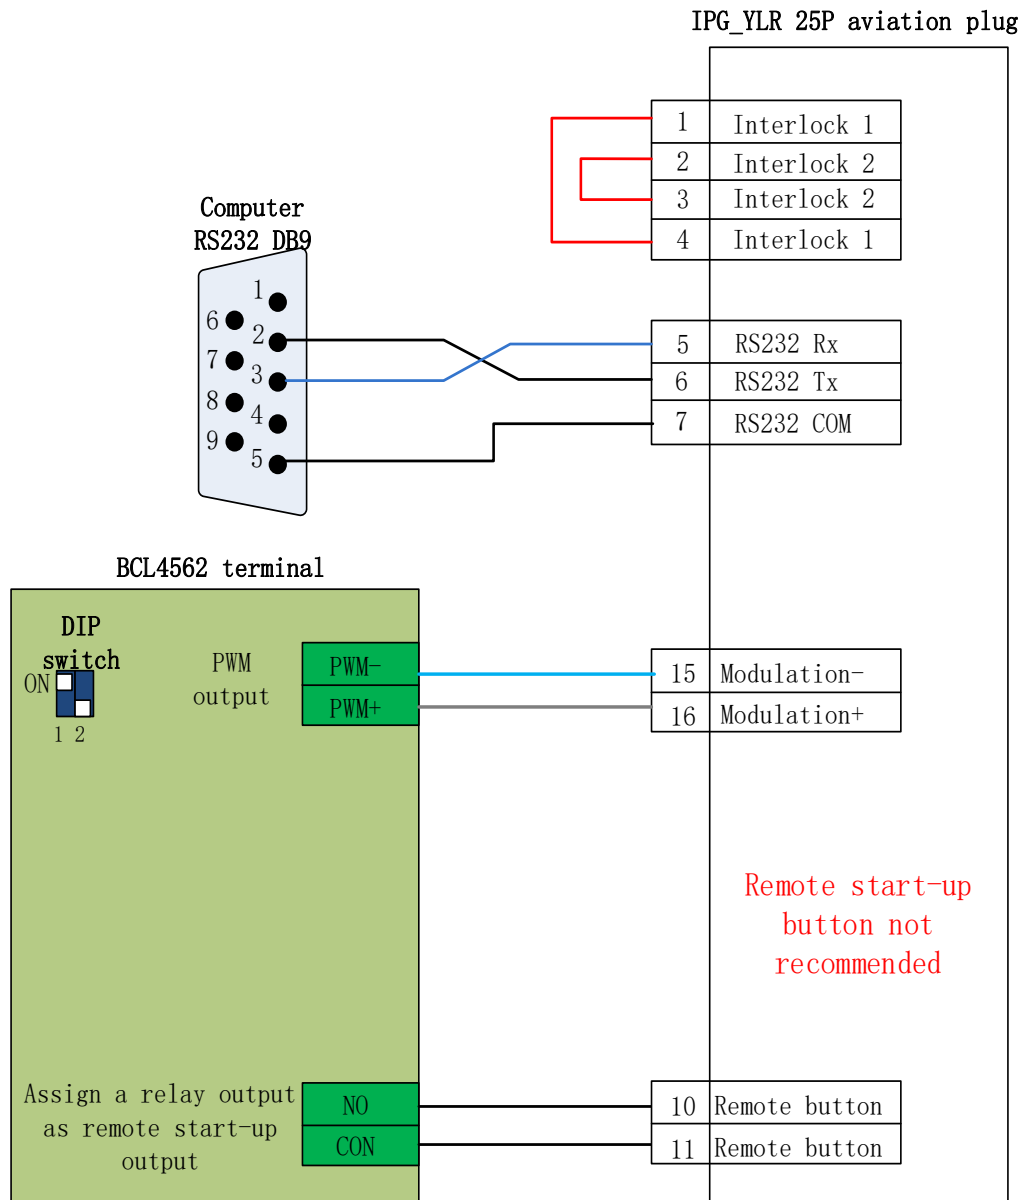 IPG_YLR 25P aviation plug
1 Interlock 1
2 Interlock 2
3 Interlock 2
4 Interlock 1
Computer
RS232 DB9
1
6
2
7
3
8
4
9
5
5 RS232 Rx
6 RS232 Tx
7 RS232 COM
BCL4562 terminal
DIP
switch
ON
1 2
PWM
output
PWM-
PWM+
15 Modulation-
16 Modulation+
Remote start-up
button not
recommended
Assign a relay output
as remote start-up
output
NO
CON
10 Remote button
11 Remote button